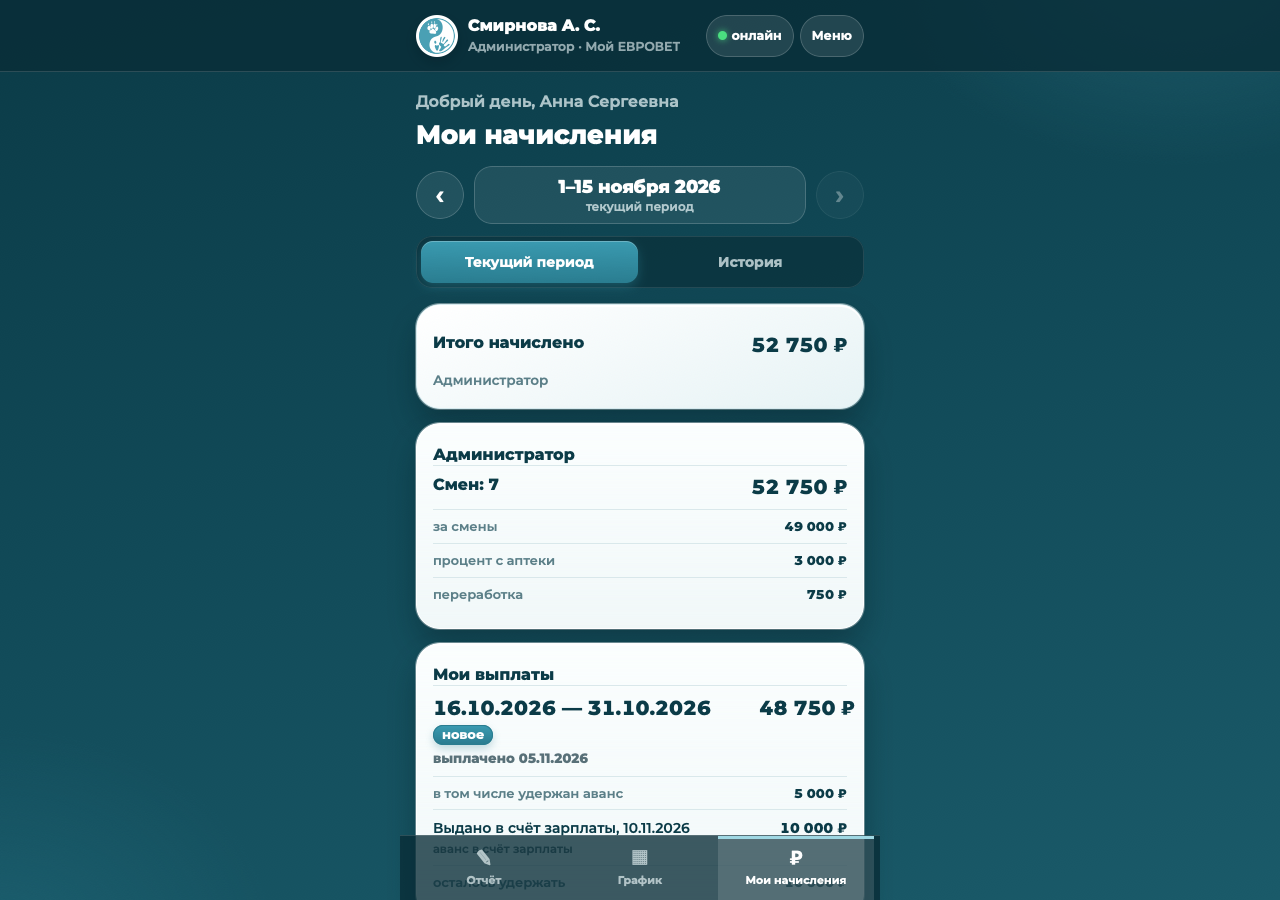 Смирнова А. С.
Администратор · Мой ЕВРОВЕТ
онлайн
Меню
Добрый день, Анна Сергеевна
Мои начисления
‹
1–15 ноября 2026
текущий период
›
Текущий период
История
Итого начислено
52 750 ₽
Администратор
Администратор
Смен: 7
52 750 ₽
за смены
49 000 ₽
процент с аптеки
3 000 ₽
переработка
750 ₽
Мои выплаты
16.10.2026 — 31.10.2026
48 750 ₽
новое
выплачено 05.11.2026
в том числе удержан аванс
5 000 ₽
Выдано в счёт зарплаты, 10.11.2026
10 000 ₽
аванс в счёт зарплаты
осталось удержать
Отчёт
График
₽
Мои начисления